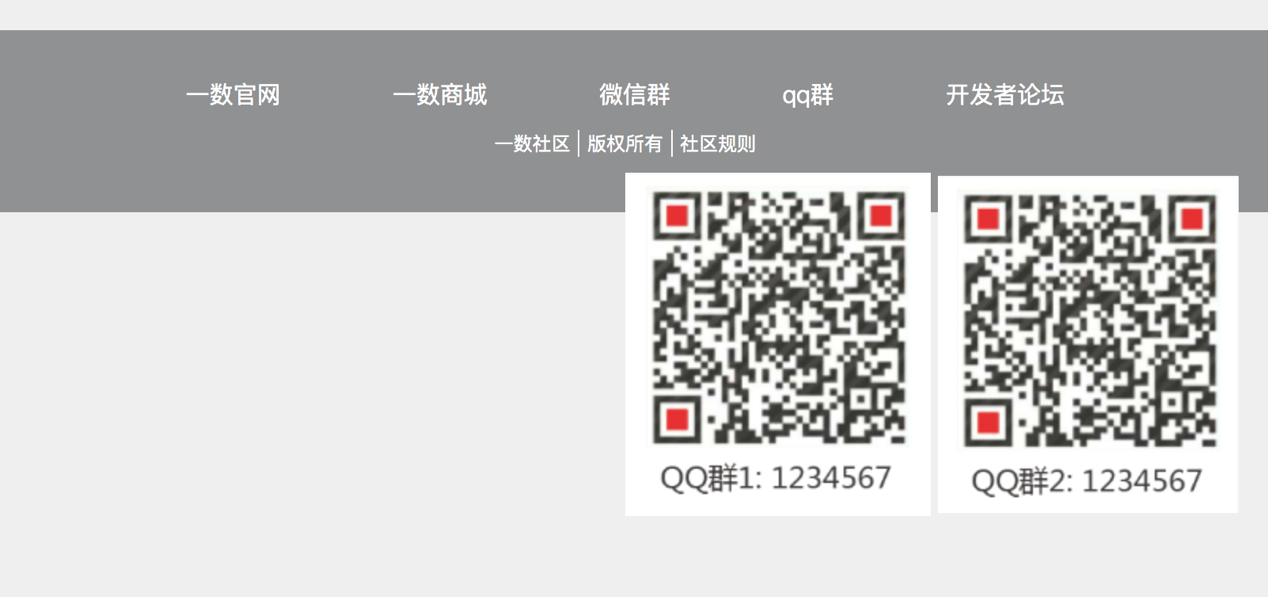 一数官网 一数商城 微信群 qq群 开发者论坛
一数社区 | 版权所有 | 社区规则
QQ群1: 1234567 QQ群2: 1234567